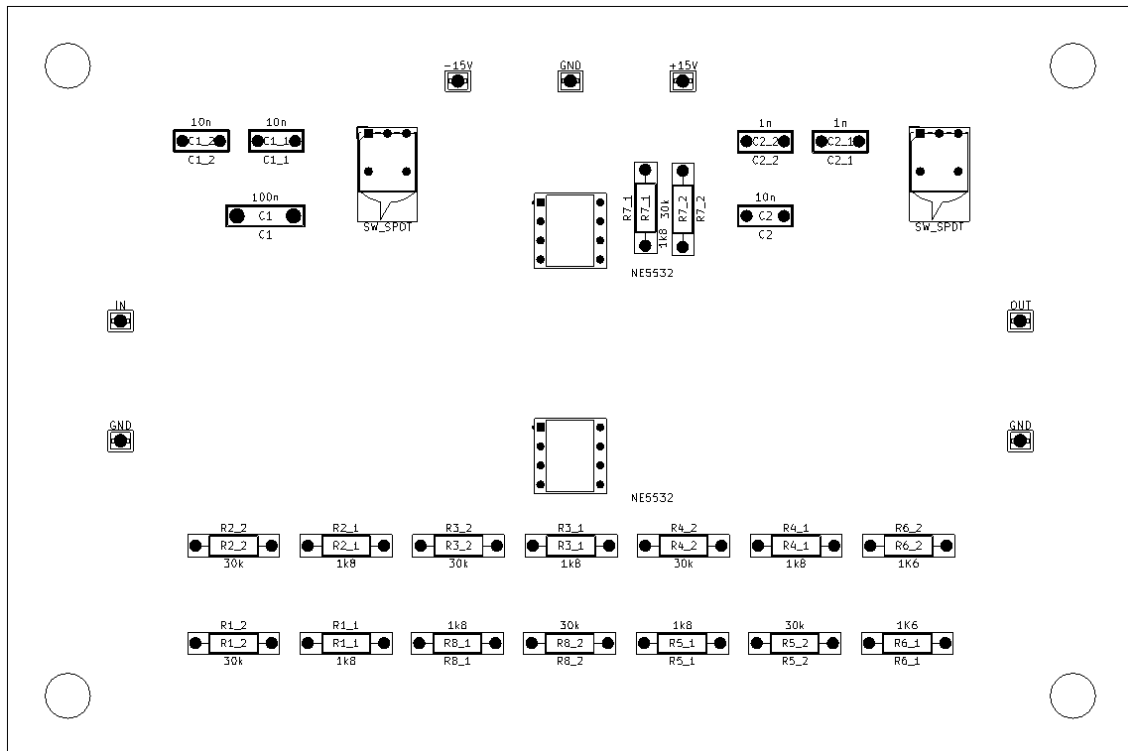 -15V GND +15V
10n 10n 1n 1n
C1_2 C1_1 C2_2 C2_1
C1_2 C1_1 C2_2 C2_1
100n 10n
C1 C2
C1 C2
R7_1 R7_1 1k8 30k R7_2 R7_2
SW_SPDT SW_SPDT
NE5532
IN OUT
GND GND
NE5532
R2_2 R2_1 R3_2 R3_1 R4_2 R4_1 R6_2
R2_2 R2_1 R3_2 R3_1 R4_2 R4_1 R6_2
30k 1k8 30k 1k8 30k 1k8 1K6
R1_2 R1_1 1k8 30k 1k8 30k 1K6
R1_2 R1_1 R8_1 R8_2 R5_1 R5_2 R6_1
30k 1k8 R8_1 R8_2 R5_1 R5_2 R6_1